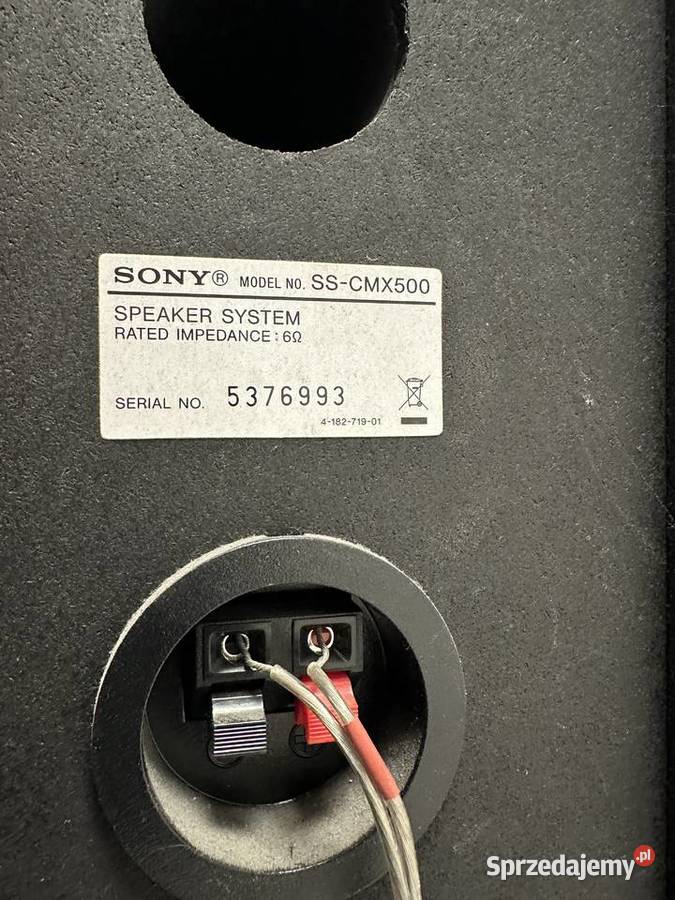 SONY® MODEL NO. SS-CMX500
SPEAKER SYSTEM
RATED IMPEDANCE : 6Ω
SERIAL NO. 5376993
4-182-719-01
Sprzedajemy.pl